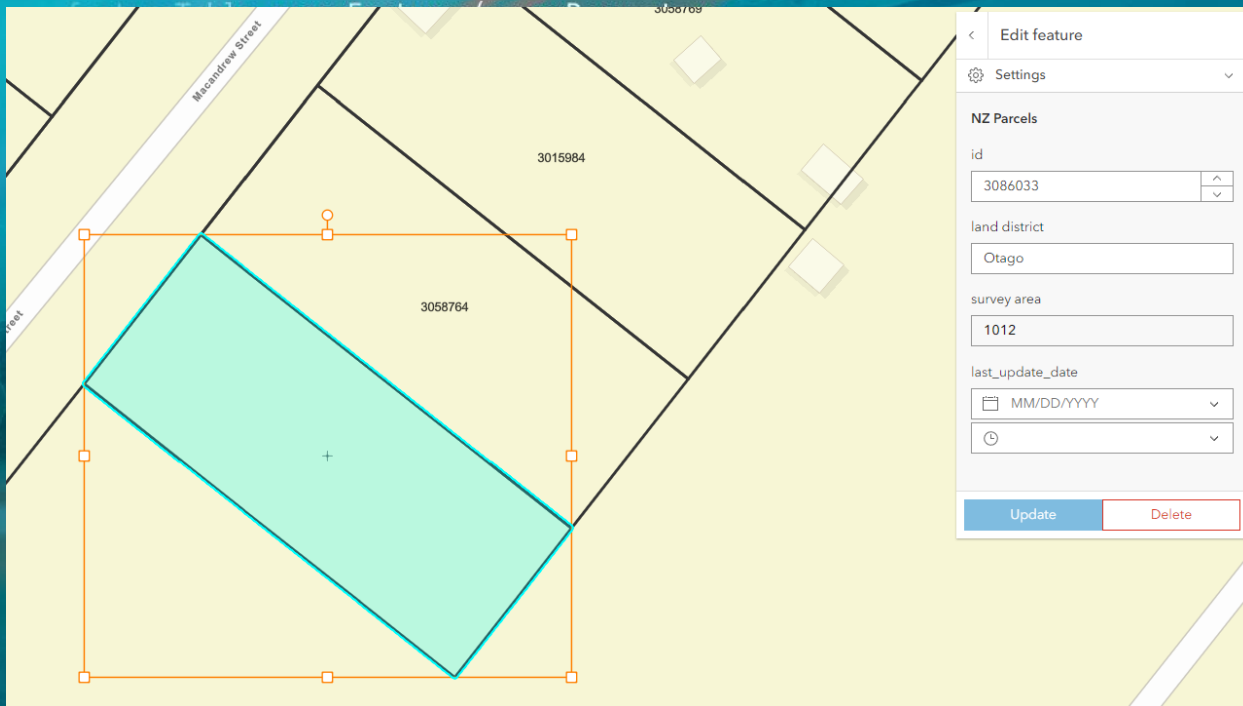 3058769
Macandrew Street
3015984
3058764
reet
Edit feature
Settings
NZ Parcels
id
3086033
land district
Otago
survey area
1012
last_update_date
MM/DD/YYYY
Update
Delete